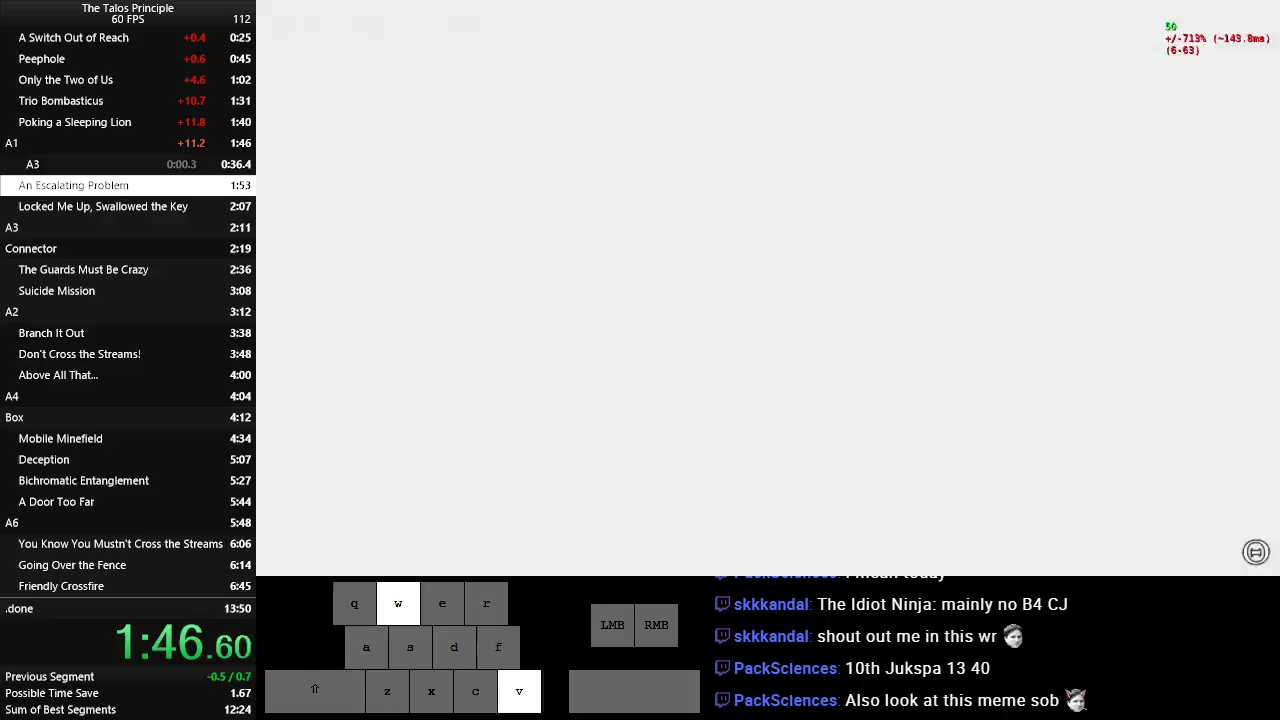 The Talos Principle
60 FPS 112
A Switch Out of Reach +0.4 0:25
Peephole +0.6 0:45
Only the Two of Us +4.6 1:02
Trio Bombasticus +10.7 1:31
Poking a Sleeping Lion +11.8 1:40
A1 +11.2 1:46
A3 0:00.3 0:36.4
An Escalating Problem 1:53
Locked Me Up, Swallowed the Key 2:07
A3 2:11
Connector 2:19
The Guards Must Be Crazy 2:36
Suicide Mission 3:08
A2 3:12
Branch It Out 3:38
Don't Cross the Streams! 3:48
Above All That... 4:00
A4 4:04
Box 4:12
Mobile Minefield 4:34
Deception 5:07
Bichromatic Entanglement 5:27
A Door Too Far 5:44
A6 5:48
You Know You Mustn't Cross the Streams 6:06
Going Over the Fence 6:14
Friendly Crossfire 6:45
.done 13:50
1:46.60
Previous Segment -0.5 / 0.7
Possible Time Save 1.67
Sum of Best Segments 12:24
50
+/-713% (~143.8ms)
(6-63)
q w e r
a s d f
⇧ z x c v
LMB RMB
PackSciences: I mean today
skkkandal: The Idiot Ninja: mainly no B4 CJ
skkkandal: shout out me in this wr
PackSciences: 10th Jukspa 13 40
PackSciences: Also look at this meme sob